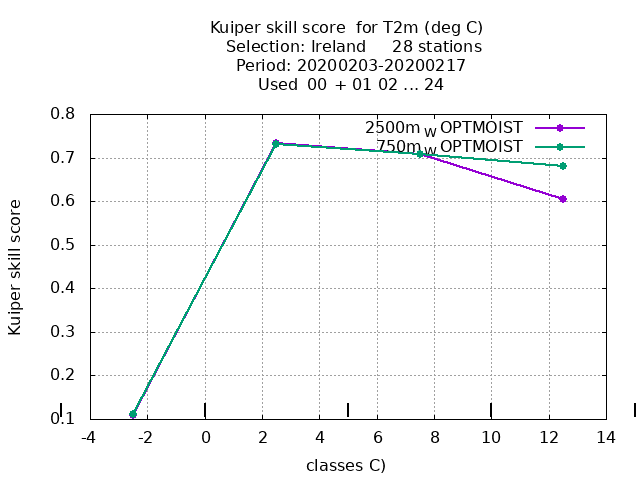 Kuiper skill score  for T2m (deg C)
Selection: Ireland     28 stations
Period: 20200203-20200217
Used  00  + 01 02 ... 24
2500m W OPTMOIST
750m W OPTMOIST
0.8
0.7
0.6
0.5
0.4
0.3
0.2
0.1
Kuiper skill score
-4 -2 0 2 4 6 8 10 12 14
classes C)